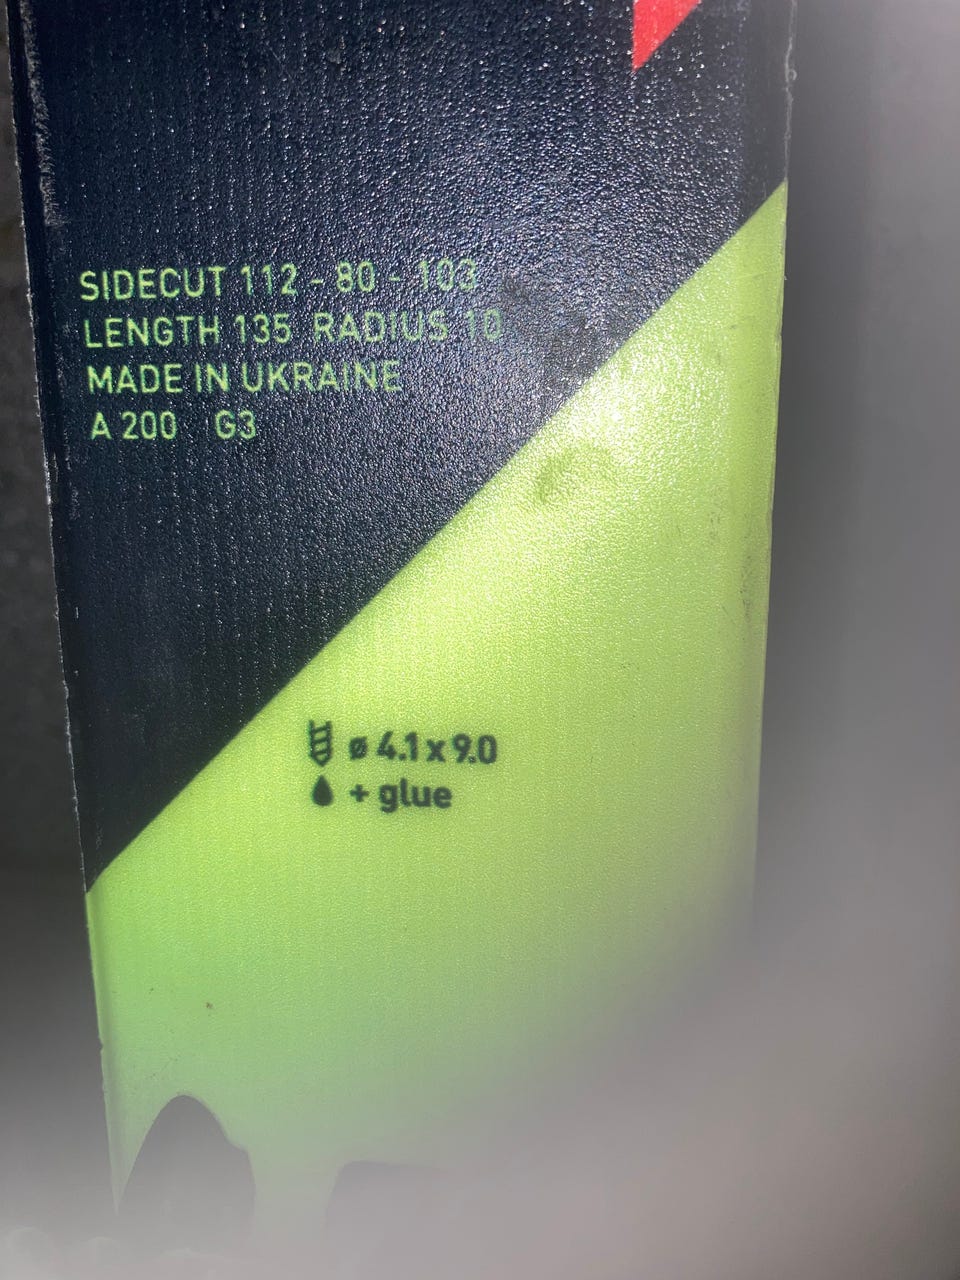 SIDECUT 112 - 80 - 103
LENGTH 135 RADIUS 10
MADE IN UKRAINE
A 200 G3
ø 4.1 x 9.0
+ glue